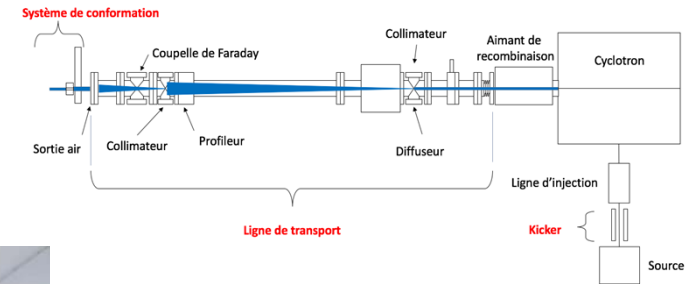 Système de conformation
Collimateur
Aimant de
recombinaison
Coupelle de Faraday
Cyclotron
Sortie air
Collimateur
Profileur
Diffuseur
Ligne d'injection
Ligne de transport
Kicker
Source